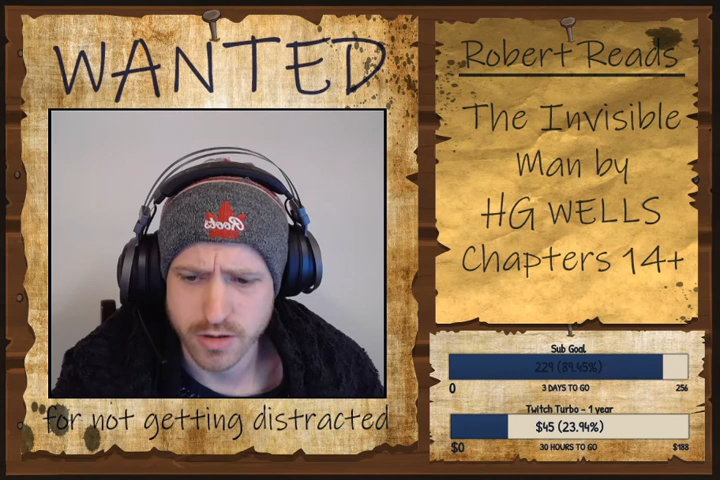 WANTED
Roots
for not getting distracted
Robert Reads
The Invisible
Man by
HG WELLS
Chapters 14+
Sub Goal
229 (89.45%)
0 3 DAYS TO GO 256
Twitch Turbo - 1 year
$45 (23.94%)
$0 30 HOURS TO GO $188